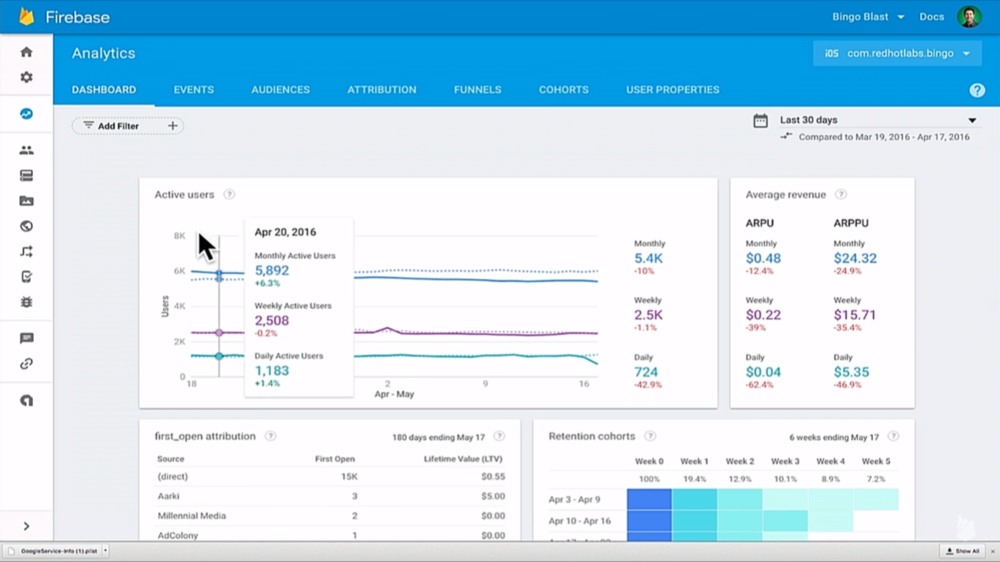 Firebase
Bingo Blast
Docs
Analytics
iOS com.redhotlabs.bingo
DASHBOARD
EVENTS
AUDIENCES
ATTRIBUTION
FUNNELS
COHORTS
USER PROPERTIES
?
Add Filter +
Last 30 days
Compared to Mar 19, 2016 - Apr 17, 2016
Active users ?
8K
6K
4K
2K
0
Users
18
2
9
16
Apr - May
Apr 20, 2016
Monthly Active Users
5,892
+6.3%
Weekly Active Users
2,508
-0.2%
Daily Active Users
1,183
+1.4%
Monthly
5.4K
-10%
Weekly
2.5K
-1.1%
Daily
724
-42.9%
Average revenue ?
ARPU ARPPU
Monthly Monthly
$0.48 $24.32
-12.4% -24.9%
Weekly Weekly
$0.22 $15.71
-39% -35.4%
Daily Daily
$0.04 $5.35
-62.4% -46.9%
first_open attribution ? 180 days ending May 17 ?
Source First Open Lifetime Value (LTV)
(direct) 15K $0.55
Aarki 3 $5.00
Millennial Media 2 $0.00
AdColony 1 $0.00
Retention cohorts ? 6 weeks ending May 17 ?
Week 0 Week 1 Week 2 Week 3 Week 4 Week 5
100% 19.4% 12.9% 10.1% 8.9% 7.2%
Apr 3 - Apr 9
Apr 10 - Apr 16
GoogleService-Info (1).plist
Show All